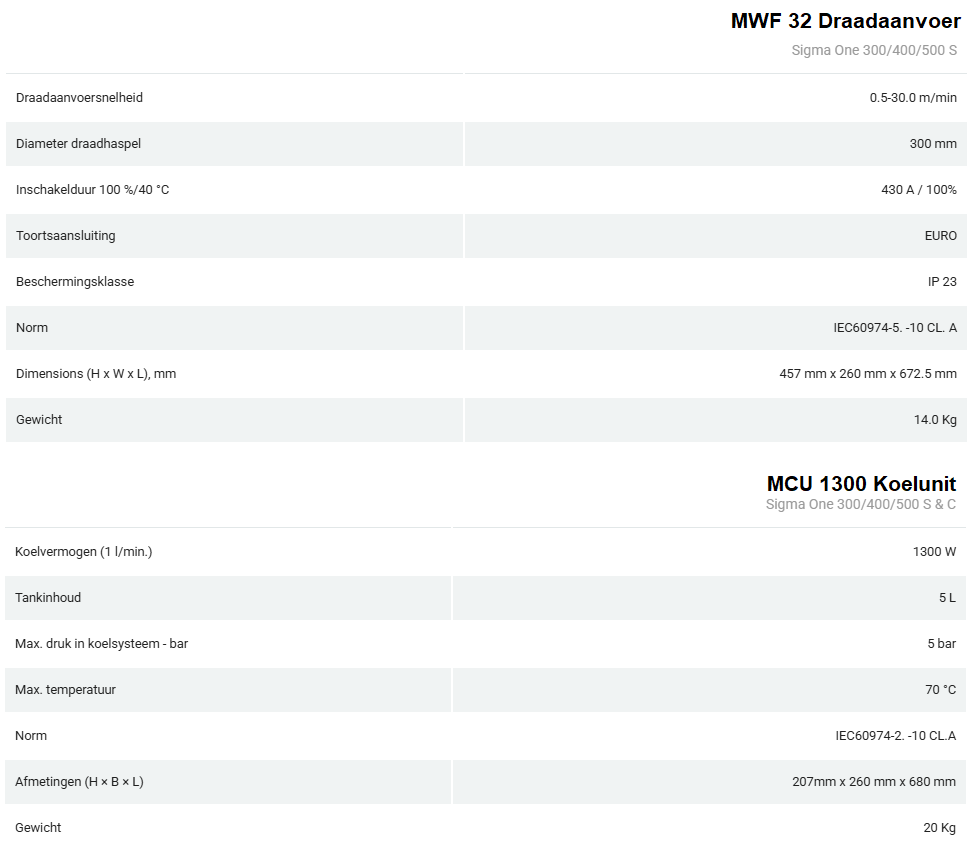 MWF 32 Draadaanvoer
Sigma One 300/400/500 S
Draadaanvoersnelheid 0.5-30.0 m/min
Diameter draadhaspel 300 mm
Inschakelduur 100 %/40 °C 430 A / 100%
Toortsaansluiting EURO
Beschermingsklasse IP 23
Norm IEC60974-5. -10 CL. A
Dimensions (H x W x L), mm 457 mm x 260 mm x 672.5 mm
Gewicht 14.0 Kg
MCU 1300 Koelunit
Sigma One 300/400/500 S & C
Koelvermogen (1 l/min.) 1300 W
Tankinhoud 5 L
Max. druk in koelsysteem - bar 5 bar
Max. temperatuur 70 °C
Norm IEC60974-2. -10 CL.A
Afmetingen (H × B × L) 207mm x 260 mm x 680 mm
Gewicht 20 Kg